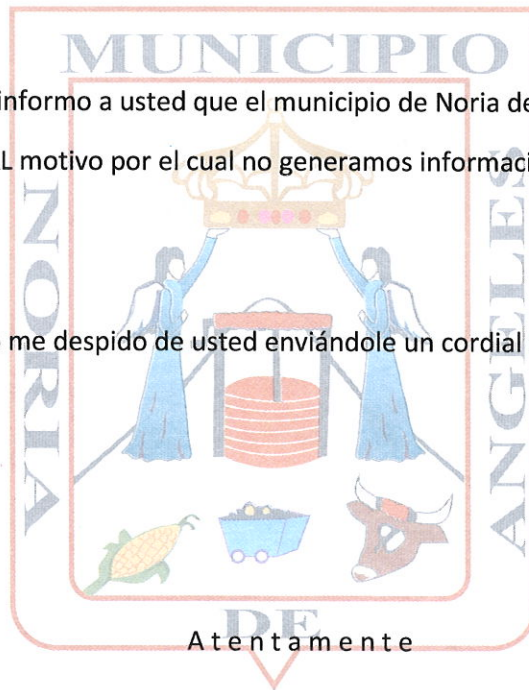 MUNICIPIO
informo a usted que el municipio de Noria de
L motivo por el cual no generamos informaci
NORIA
ANGELES
me despido de usted enviándole un cordial
DE
Atentamente